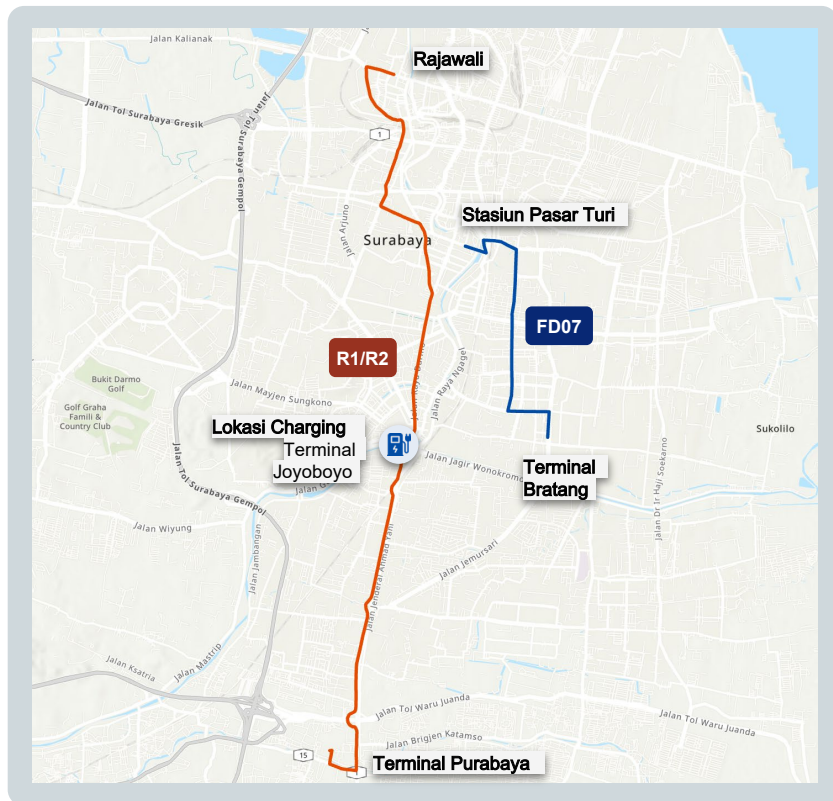 Jalan Kalianak
Rajawali
Jalan Tol Surabaya Gresik
Jalan Tol Surabaya Gempol
1
Stasiun Pasar Turi
Jalan Arjuno
Surabaya
FD07
R1/R2
Jalan Raya Darmo
Jalan Raya Ngagel
Bukit Darmo
Golf
Jalan Mayjen Sungkono
Golf Graha
Famili &
Country Club
Lokasi Charging
Terminal
Joyoboyo
Sukolilo
Jalan Jagir Wonokromo
Terminal
Bratang
Jalan Dr Ir Haji Soekarno
Jalan Tol Surabaya Gempol
Jalan Wiyung
Jalan Jambangan
Jalan Jenderal Ahmad Yani
Jalan Jemursari
Jalan Ksatria
Jalan Mastrip
Jalan Tol Waru Juanda
Jalan Tol Waru Juanda
Jalan Brigjen Katamso
15
Terminal Purabaya